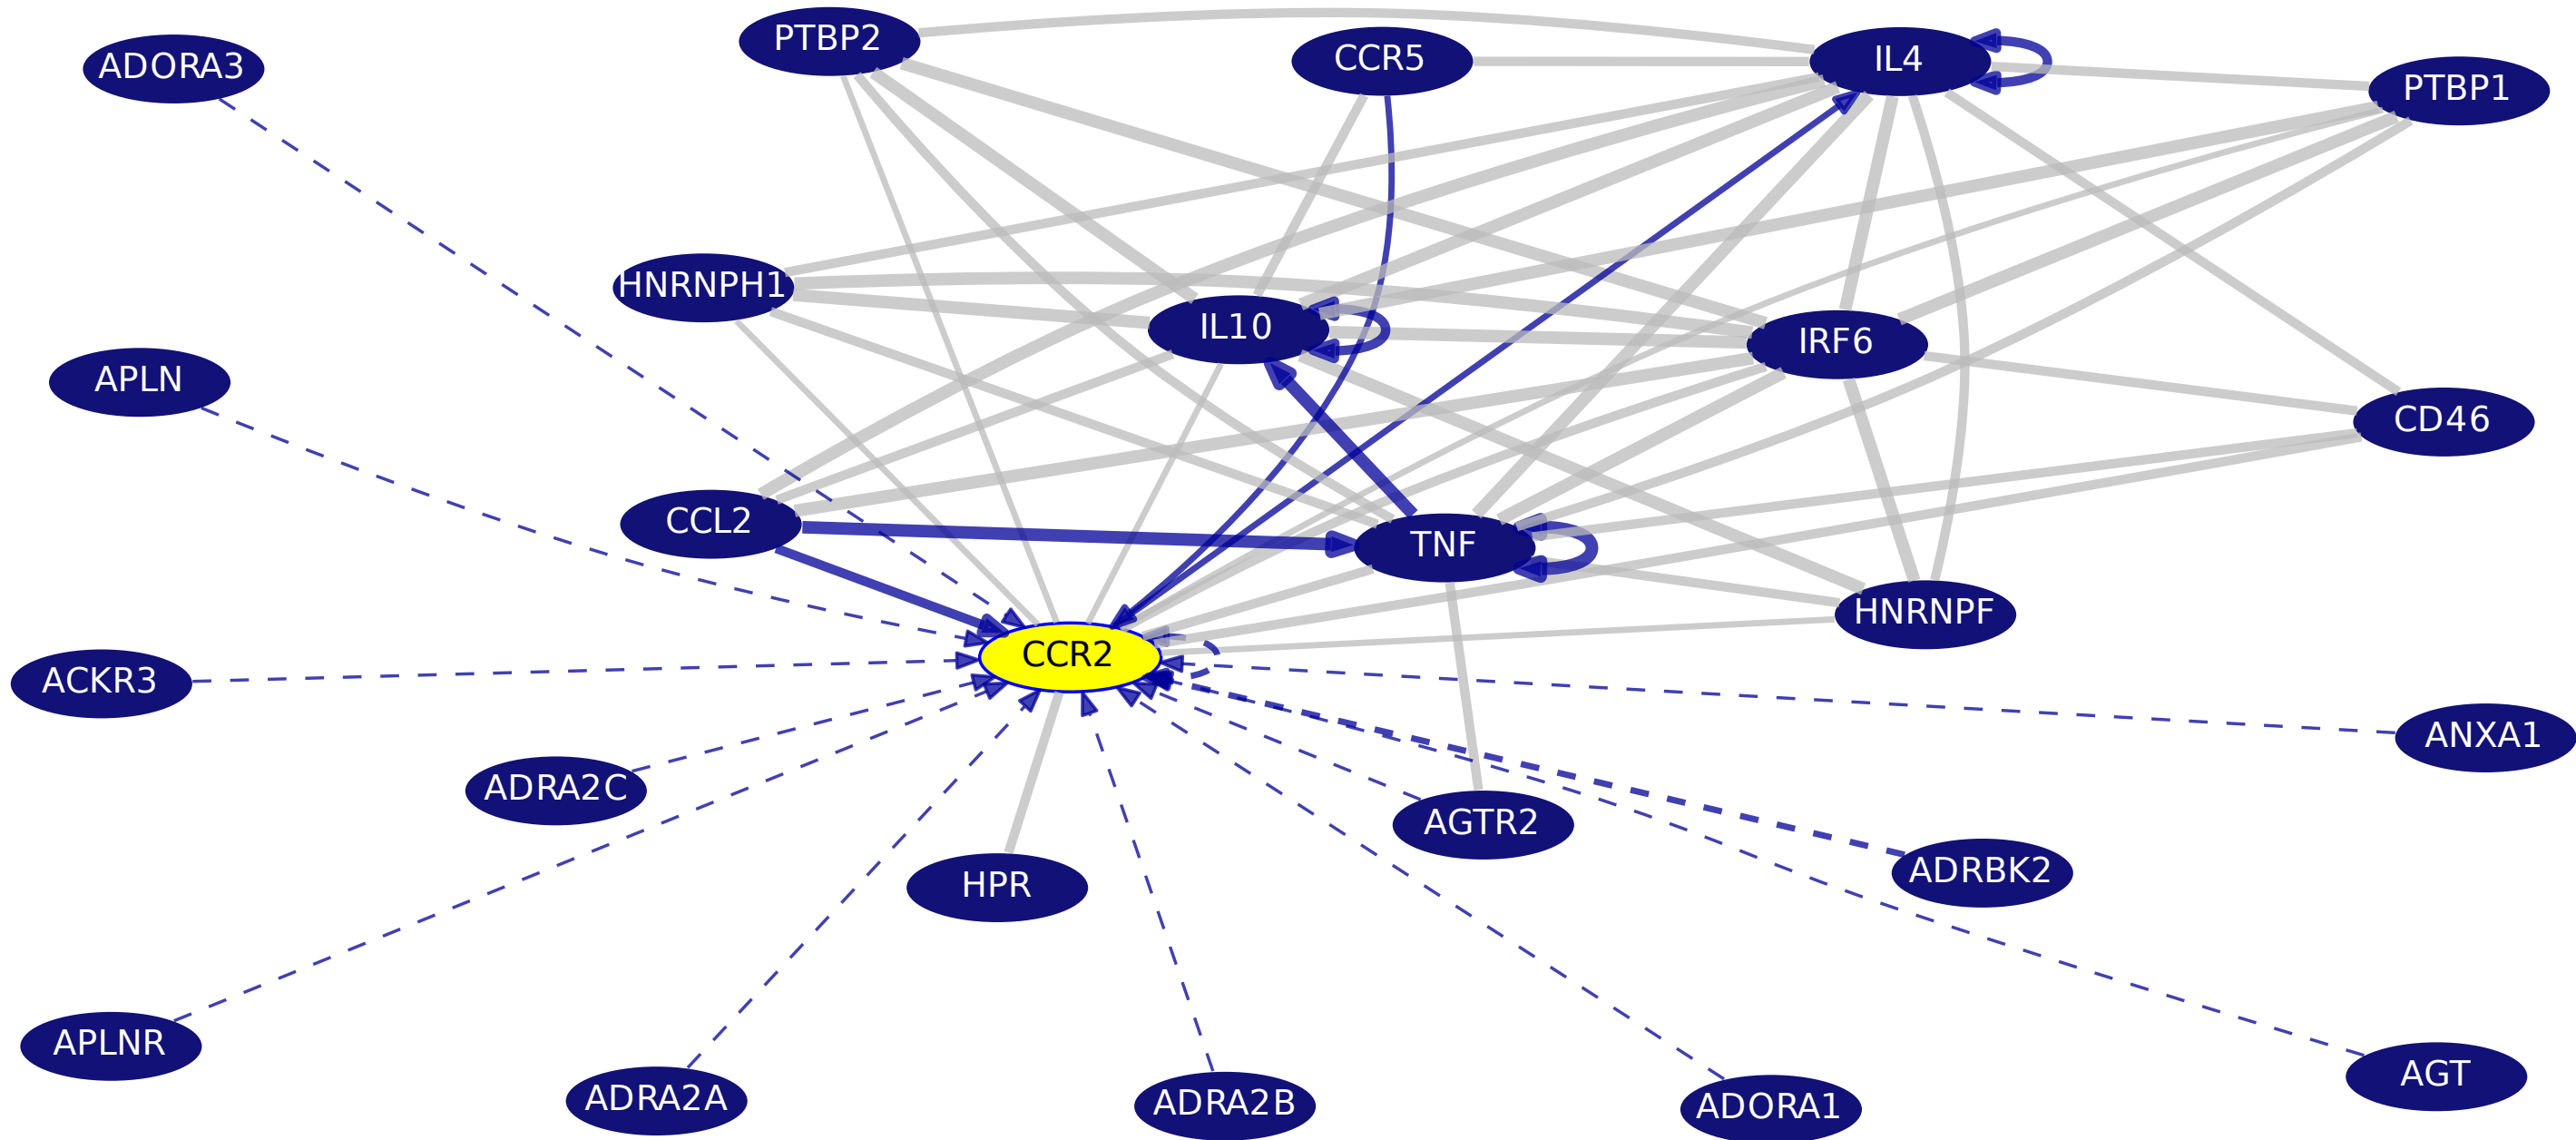 PTBP2
CCR5
IL4
ADORA3
PTBP1
HNRNPH1
IL10
IRF6
APLN
CD46
CCL2
TNF
HNRNPF
CCR2
ACKR3
ANXA1
ADRA2C
AGTR2
ADRBK2
HPR
APLNR
AGT
ADRA2A
ADRA2B
ADORA1